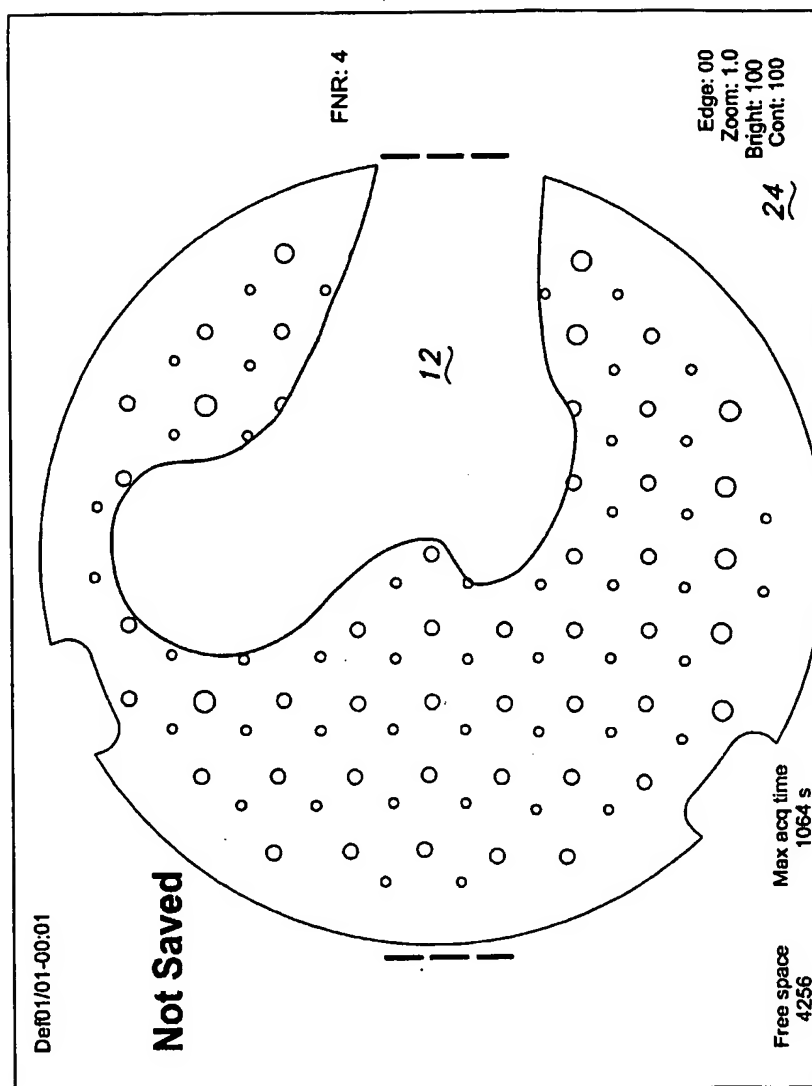 Def01/01-00:01
FNR: 4
Not Saved
12
Edge: 00
Zoom: 1.0
Bright: 100
Cont: 100
24
Free space
4256
Max acq time
1064 s